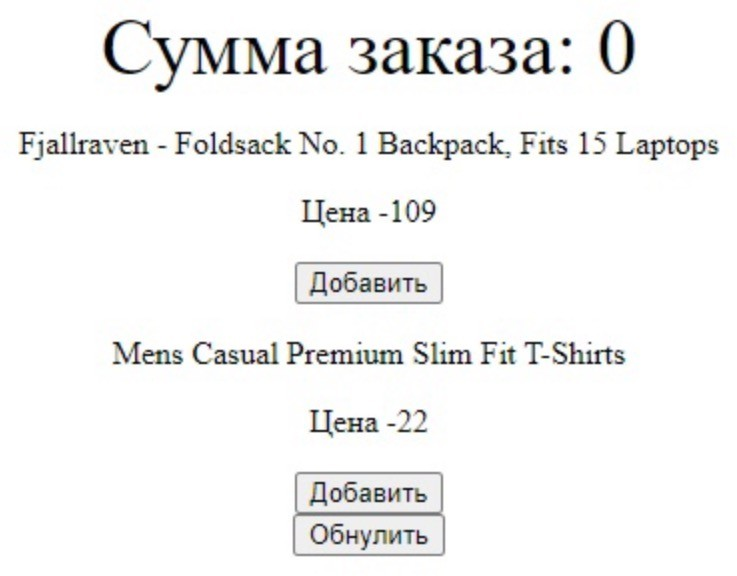 Сумма заказа: 0
Fjallraven - Foldsack No. 1 Backpack, Fits 15 Laptops
Цена -109
Добавить
Mens Casual Premium Slim Fit T-Shirts
Цена -22
Добавить
Обнулить